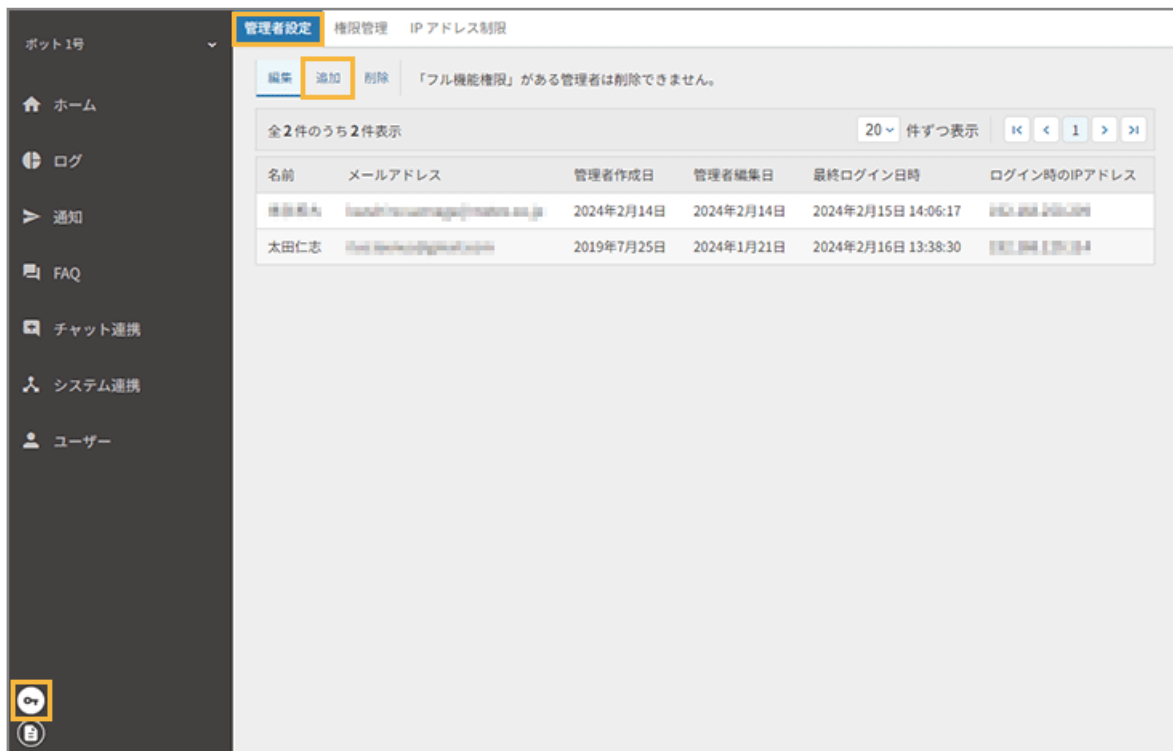 ボット1号
ホーム
ログ
通知
FAQ
チャット連携
システム連携
ユーザー
管理者設定 権限管理 IP アドレス制限
編集 追加 削除 「フル機能権限」がある管理者は削除できません。
全2件のうち2件表示 20 件ずつ表示 1
名前 メールアドレス 管理者作成日 管理者編集日 最終ログイン日時 ログイン時のIPアドレス
2024年2月14日 2024年2月14日 2024年2月15日 14:06:17
太田仁志 2019年7月25日 2024年1月21日 2024年2月16日 13:38:30